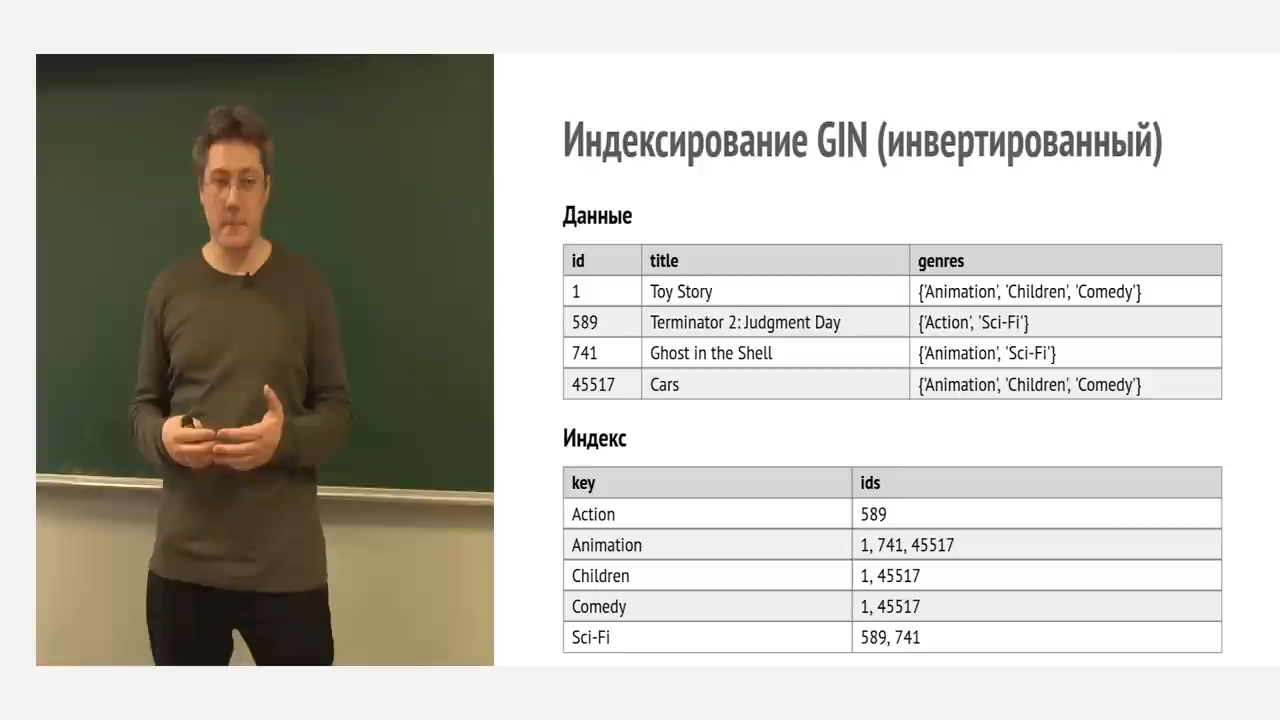 Индексирование GIN (инвертированный)
Данные
id title genres
1 Toy Story {'Animation', 'Children', 'Comedy'}
589 Terminator 2: Judgment Day {'Action', 'Sci-Fi'}
741 Ghost in the Shell {'Animation', 'Sci-Fi'}
45517 Cars {'Animation', 'Children', 'Comedy'}
Индекс
key ids
Action 589
Animation 1, 741, 45517
Children 1, 45517
Comedy 1, 45517
Sci-Fi 589, 741